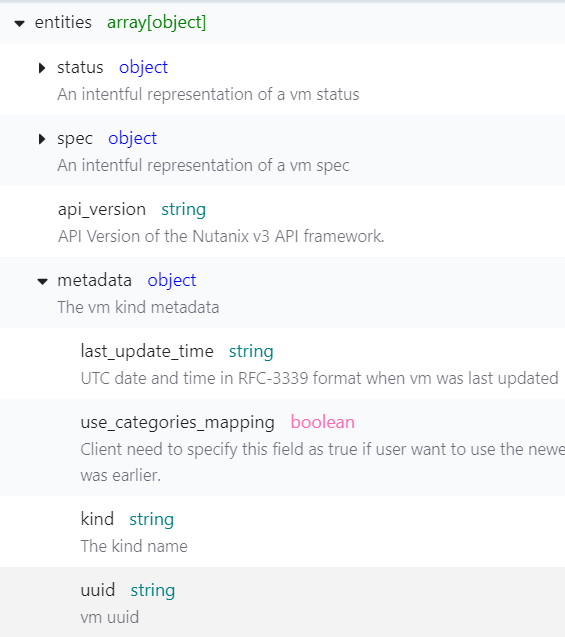 entities array[object]
status object
An intentful representation of a vm status
spec object
An intentful representation of a vm spec
api_version string
API Version of the Nutanix v3 API framework.
metadata object
The vm kind metadata
last_update_time string
UTC date and time in RFC-3339 format when vm was last updated
use_categories_mapping boolean
Client need to specify this field as true if user want to use the newe
was earlier.
kind string
The kind name
uuid string
vm uuid